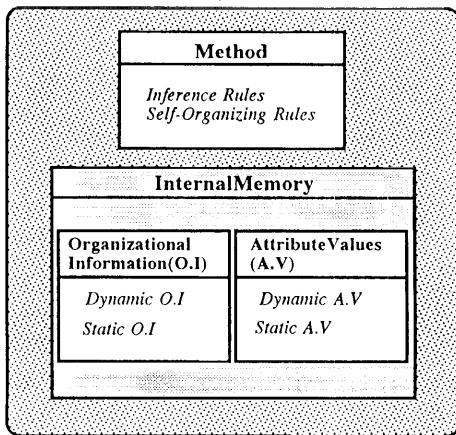 Method
Inference Rules
Self-Organizing Rules
InternalMemory
Organizational
Information(O.I)
Dynamic O.I
Static O.I
AttributeValues
(A.V)
Dynamic A.V
Static A.V